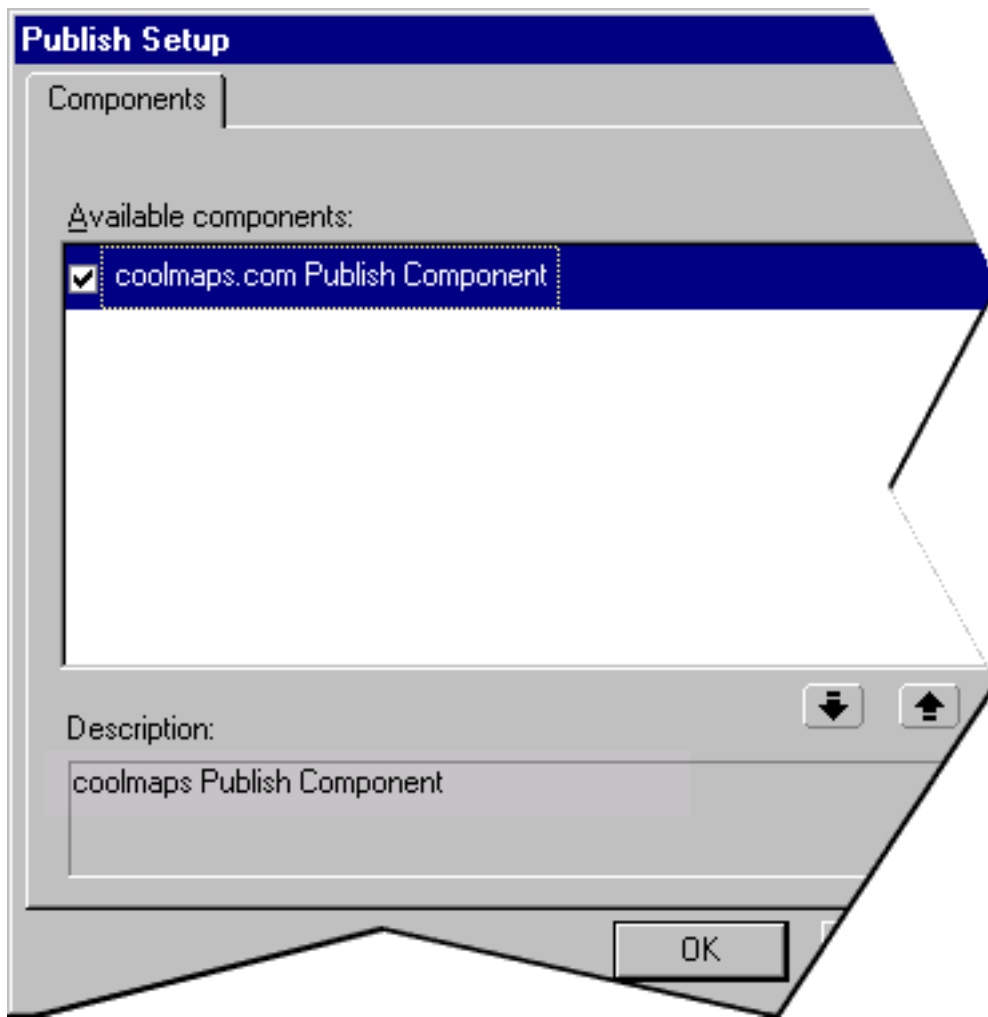 Publish Setup
Components
Available components:
coolmaps.com Publish Component
Description:
coolmaps Publish Component
OK